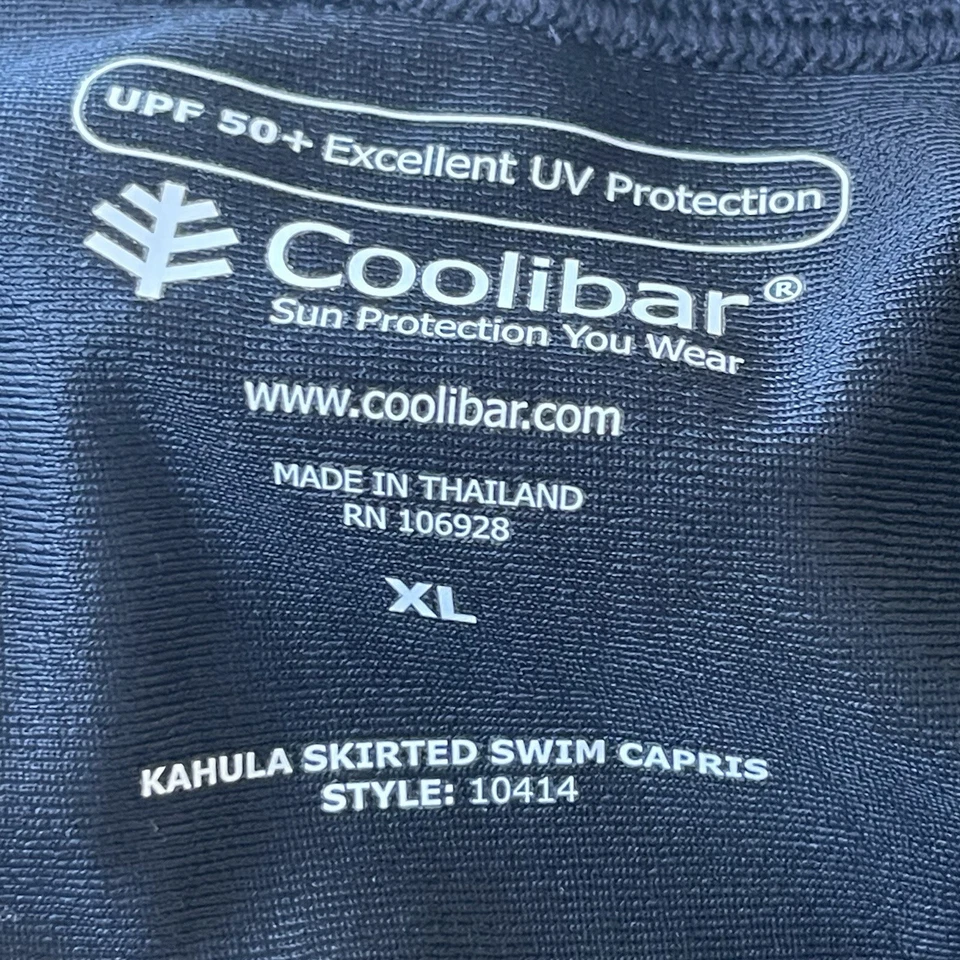 UPF 50+ Excellent UV Protection
Coolibar®
Sun Protection You Wear
www.coolibar.com
MADE IN THAILAND
RN 106928
XL
KAHULA SKIRTED SWIM CAPRIS
STYLE: 10414